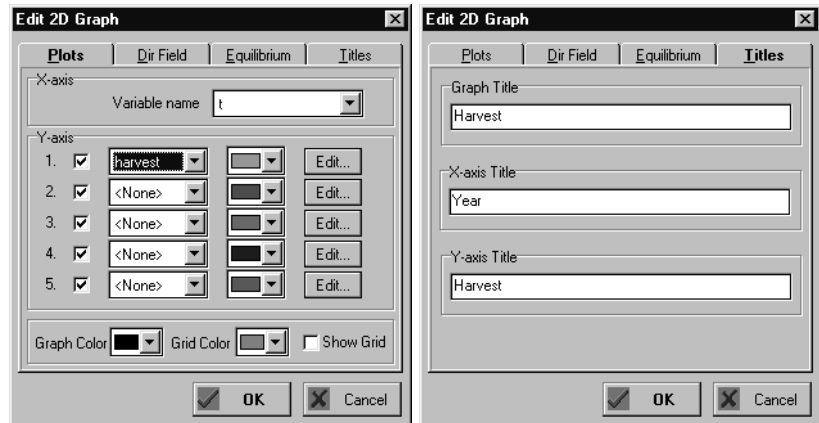 Edit 2D Graph
Plots Dir Field Equilibrium Titles
X-axis
Variable name t
Y-axis
1. harvest Edit...
2. <None> Edit...
3. <None> Edit...
4. <None> Edit...
5. <None> Edit...
Graph Color Grid Color Show Grid
OK Cancel
Edit 2D Graph
Plots Dir Field Equilibrium Titles
Graph Title
Harvest
X-axis Title
Year
Y-axis Title
Harvest
OK Cancel